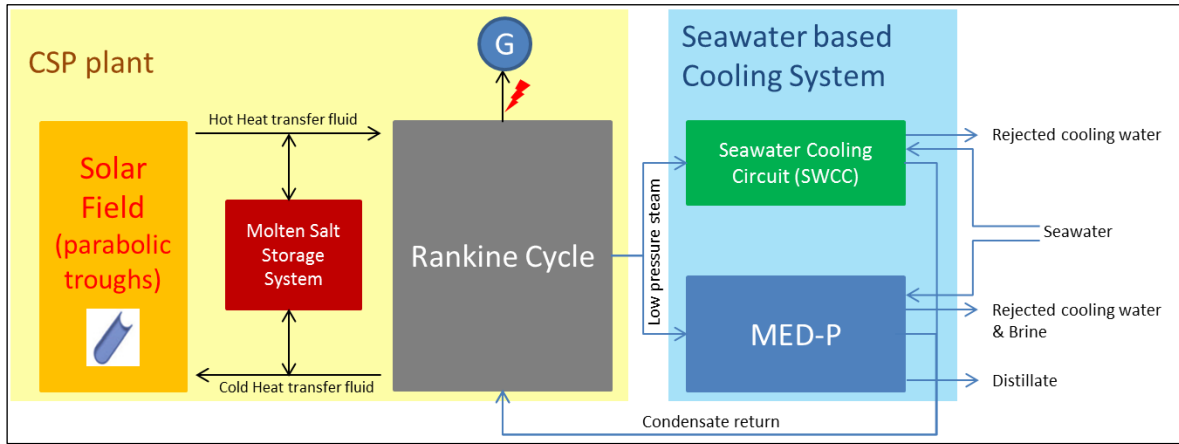 CSP plant
G
Seawater based
Cooling System
Hot Heat transfer fluid
Solar
Field
(parabolic
troughs)
Molten Salt
Storage
System
Rankine Cycle
Low pressure steam
Seawater Cooling
Circuit (SWCC)
Rejected cooling water
Seawater
MED-P
Rejected cooling water
& Brine
Distillate
Cold Heat transfer fluid
Condensate return